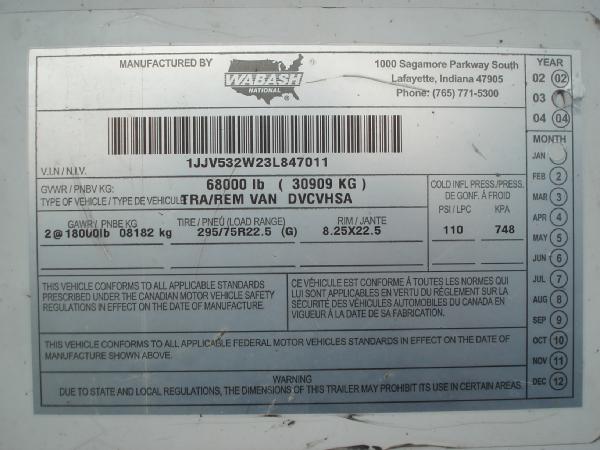 MANUFACTURED BY
WABASH
NATIONAL
1000 Sagamore Parkway South
Lafayette, Indiana 47905
Phone: (765) 771-5300
YEAR
02 02
03
04 04
1JJV532W23L847011
V.I.N / N.I.V.
GVWR / PNBV KG: 68000 lb ( 30909 KG )
TYPE OF VEHICLE / TYPE DE VEHICULE TRA/REM VAN DVCVHSA
COLD INFL PRESS./PRESS.
DE GONF. À FROID
PSI / LPC KPA
GAWR / PNBE KG TIRE / PNEU (LOAD RANGE) RIM / JANTE
2@18000lb 08182 kg 295/75R22.5 (G) 8.25X22.5 110 748
THIS VEHICLE CONFORMS TO ALL APPLICABLE STANDARDS
PRESCRIBED UNDER THE CANADIAN MOTOR VEHICLE SAFETY
REGULATIONS IN EFFECT ON THE DATE OF MANUFACTURE.
CE VÉHICULE EST CONFORME À TOUTES LES NORMES QUI
LUI SONT APPLICABLES EN VERTU DU RÉGLEMENT SUR LA
SÉCURITÉ DES VÉHICULES AUTOMOBILES DU CANADA EN
VIGUEUR À LA DATE DE SA FABRICATION.
THIS VEHICLE CONFORMS TO ALL APPLICABLE FEDERAL MOTOR VEHICLES STANDARDS IN EFFECT ON THE DATE OF
MANUFACTURE SHOWN ABOVE.
WARNING
DUE TO STATE AND LOCAL REGULATIONS, THE DIMENSIONS OF THIS TRAILER MAY PROHIBIT ITS USE IN CERTAIN AREAS.
MONTH
JAN
FEB 2
MAR 3
APR 4
MAY 5
JUN 6
JUL 7
AUG 8
SEP 9
OCT 10
NOV 11
DEC 12